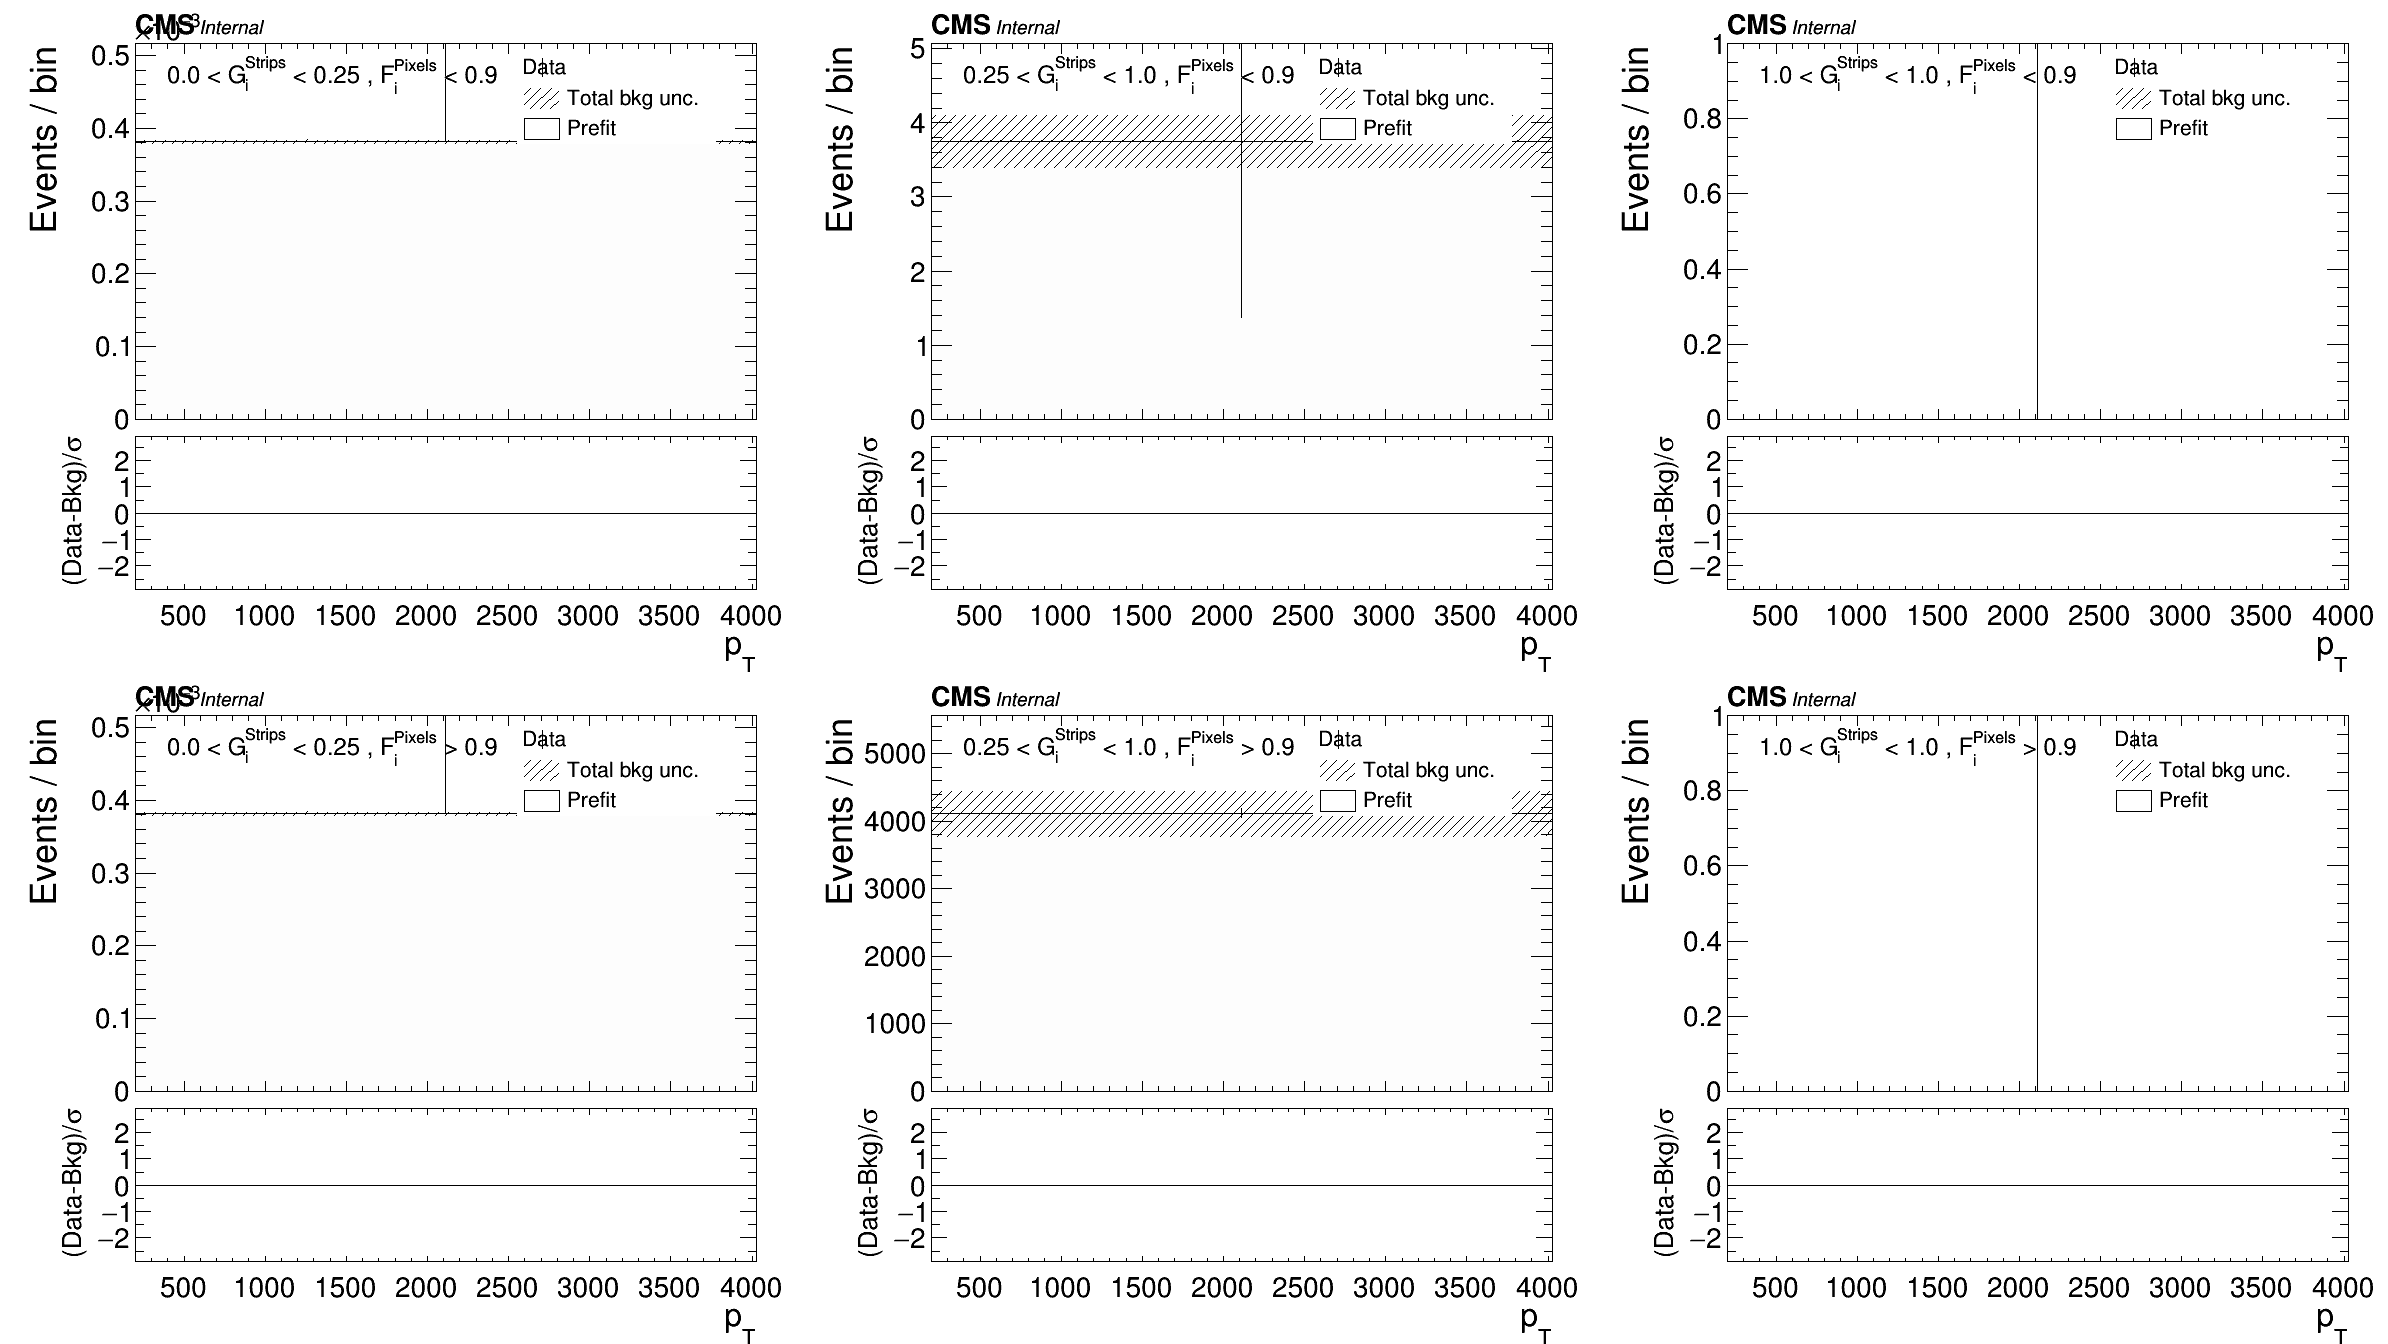 CMS Internal
×10⁻³
Events / bin
0.0 < G_i^Strips < 0.25 , F_i^Pixels < 0.9
Data
Total bkg unc.
Prefit
0.5
0.4
0.3
0.2
0.1
0
(Data-Bkg)/σ
2
1
0
−1
−2
500 1000 1500 2000 2500 3000 3500 4000
p_T
CMS Internal
Events / bin
0.25 < G_i^Strips < 1.0 , F_i^Pixels < 0.9
Data
Total bkg unc.
Prefit
5
4
3
2
1
0
(Data-Bkg)/σ
2
1
0
−1
−2
500 1000 1500 2000 2500 3000 3500 4000
p_T
CMS Internal
Events / bin
1.0 < G_i^Strips < 1.0 , F_i^Pixels < 0.9
Data
Total bkg unc.
Prefit
1
0.8
0.6
0.4
0.2
0
(Data-Bkg)/σ
2
1
0
−1
−2
500 1000 1500 2000 2500 3000 3500 4000
p_T
CMS Internal
×10⁻³
Events / bin
0.0 < G_i^Strips < 0.25 , F_i^Pixels > 0.9
Data
Total bkg unc.
Prefit
0.5
0.4
0.3
0.2
0.1
0
(Data-Bkg)/σ
2
1
0
−1
−2
500 1000 1500 2000 2500 3000 3500 4000
p_T
CMS Internal
Events / bin
0.25 < G_i^Strips < 1.0 , F_i^Pixels > 0.9
Data
Total bkg unc.
Prefit
5000
4000
3000
2000
1000
0
(Data-Bkg)/σ
2
1
0
−1
−2
500 1000 1500 2000 2500 3000 3500 4000
p_T
CMS Internal
Events / bin
1.0 < G_i^Strips < 1.0 , F_i^Pixels > 0.9
Data
Total bkg unc.
Prefit
1
0.8
0.6
0.4
0.2
0
(Data-Bkg)/σ
2
1
0
−1
−2
500 1000 1500 2000 2500 3000 3500 4000
p_T